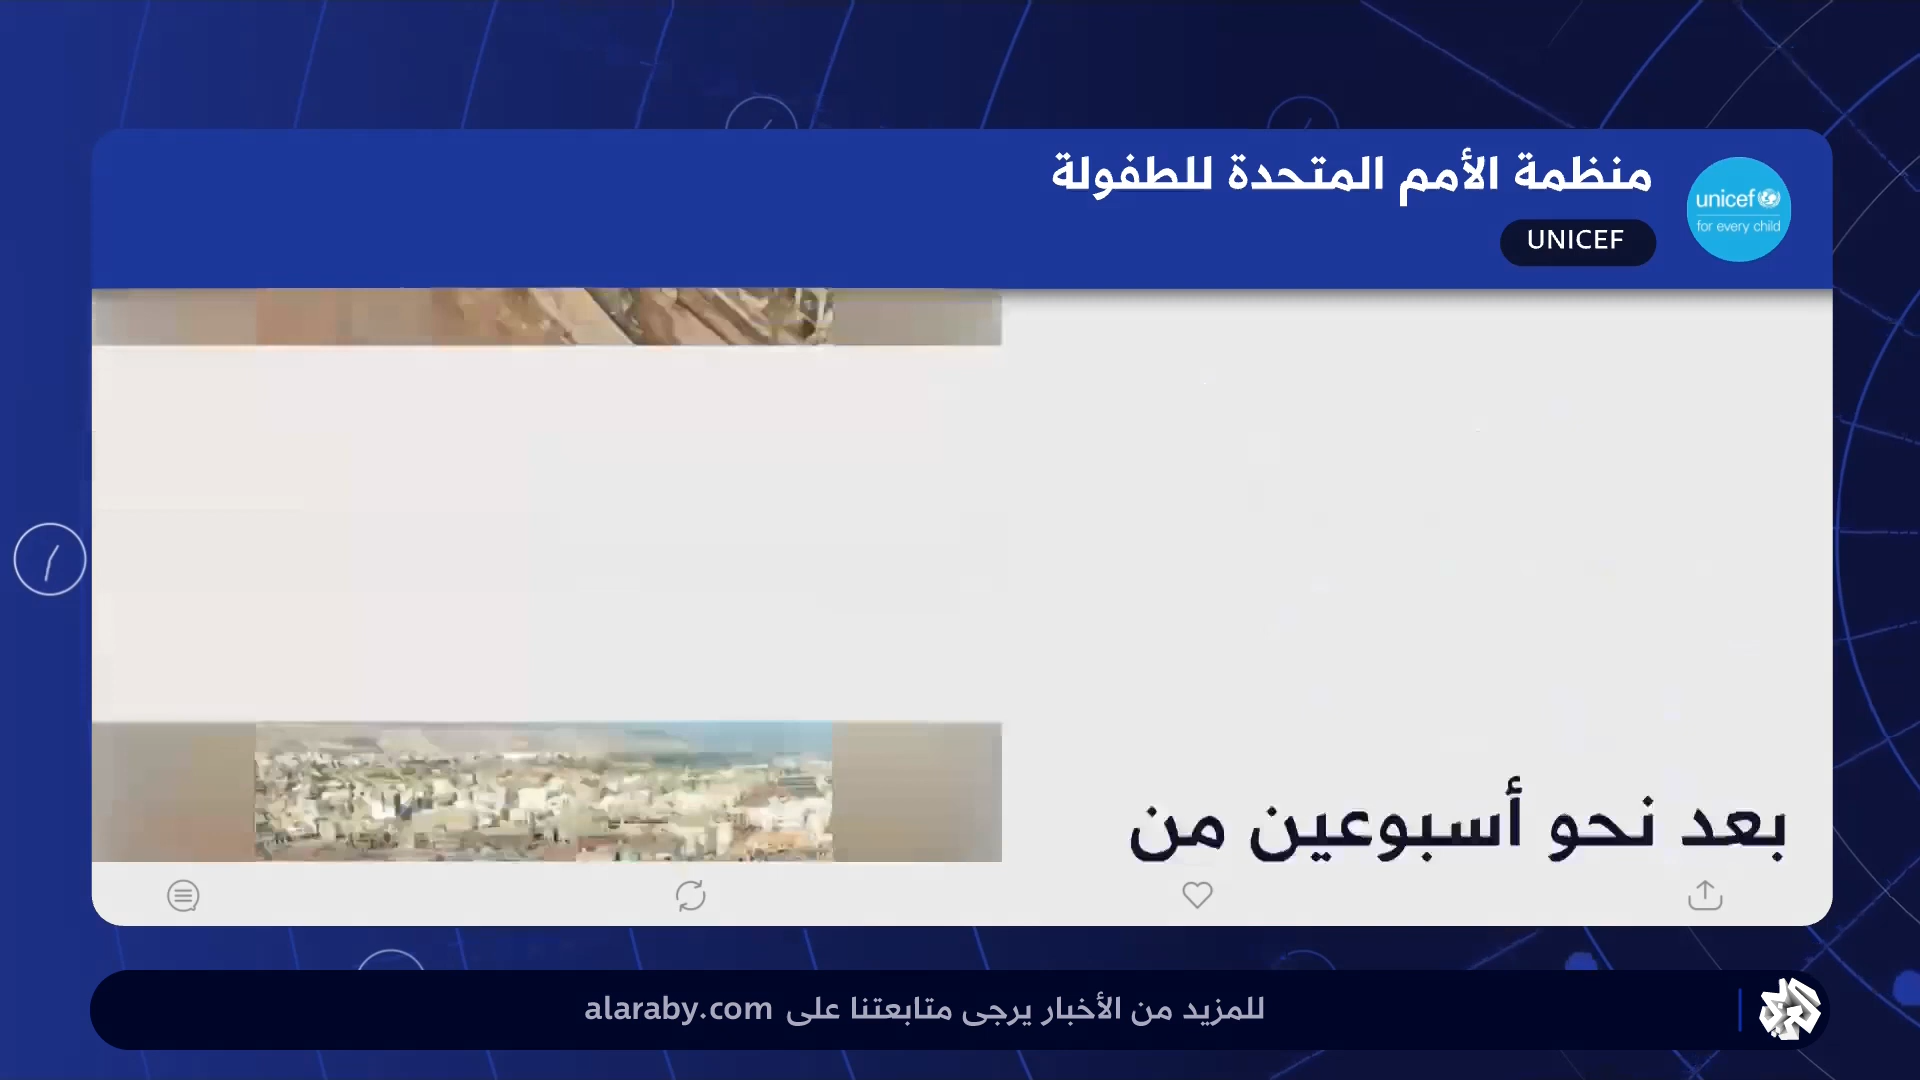 منظمة الأمم المتحدة للطفولة
unicef
for every child
UNICEF
بعد نحو أسبوعين من
للمزيد من الأخبار يرجى متابعتنا على alaraby.com